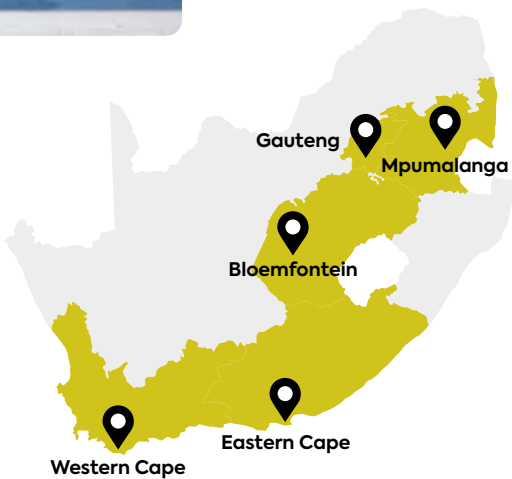 Gauteng
Mpumalanga
Bloemfontein
Eastern Cape
Western Cape